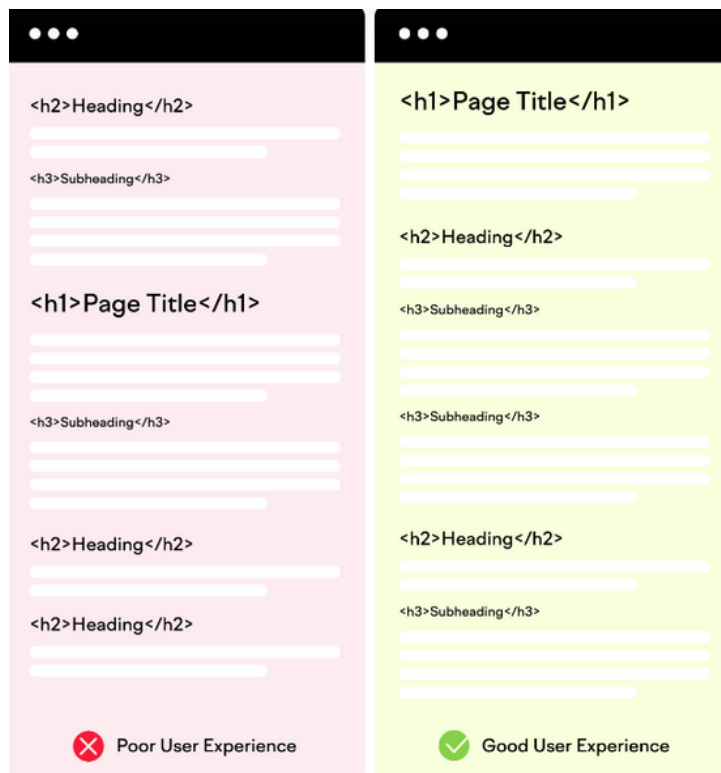 <h2>Heading</h2>
<h3>Subheading</h3>
<h1>Page Title</h1>
<h3>Subheading</h3>
<h2>Heading</h2>
<h2>Heading</h2>
Poor User Experience
<h1>Page Title</h1>
<h2>Heading</h2>
<h3>Subheading</h3>
<h3>Subheading</h3>
<h2>Heading</h2>
<h3>Subheading</h3>
Good User Experience